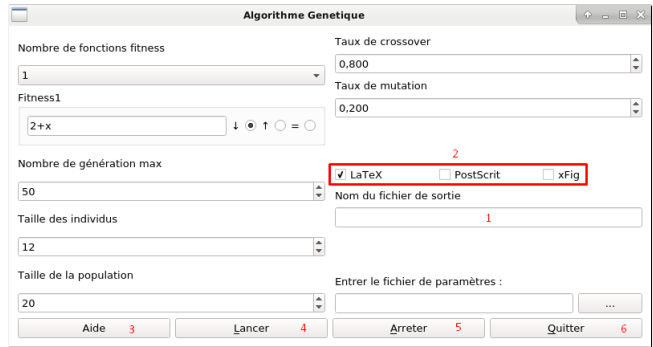 Algorithme Genetique
Nombre de fonctions fitness
1
Fitness1
2+x ↓ ↑ =
Nombre de génération max
50
Taille des individus
12
Taille de la population
20
Taux de crossover
0,800
Taux de mutation
0,200
2
LaTeX PostScrit xFig
Nom du fichier de sortie
1
Entrer le fichier de paramètres :
...
Aide 3 Lancer 4 Arreter 5 Quitter 6